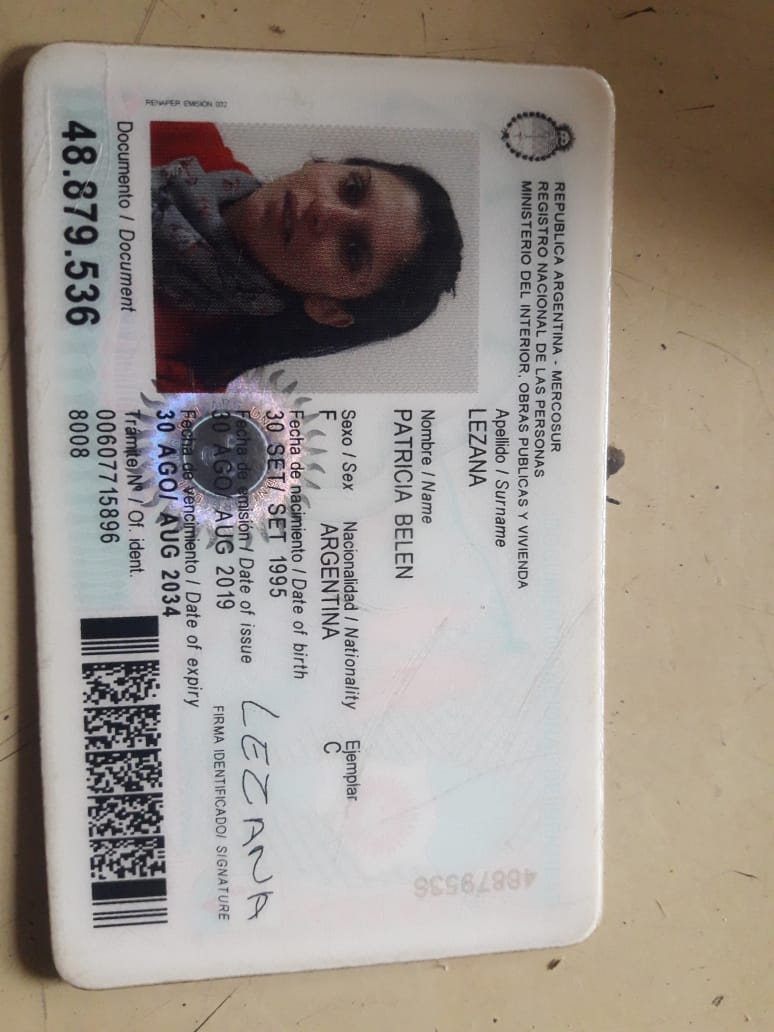 REPUBLICA ARGENTINA - MERCOSUR
REGISTRO NACIONAL DE LAS PERSONAS
MINISTERIO DEL INTERIOR, OBRAS PUBLICAS Y VIVIENDA
RENAPER EMISIÓN 032
Apellido / Surname
LEZANA
Nombre / Name
PATRICIA BELEN
Sexo / Sex Nacionalidad / Nationality Ejemplar
F ARGENTINA C
Fecha de nacimiento / Date of birth
30 SET/ SET 1995
Fecha de emisión / Date of issue
30 AGO/ AUG 2019
Fecha de vencimiento / Date of expiry
30 AGO/ AUG 2034
LEZANA
FIRMA IDENTIFICADO/ SIGNATURE
Documento / Document
48.879.536
Trámite Nº / Of. ident.
00607715896
8008
48879536